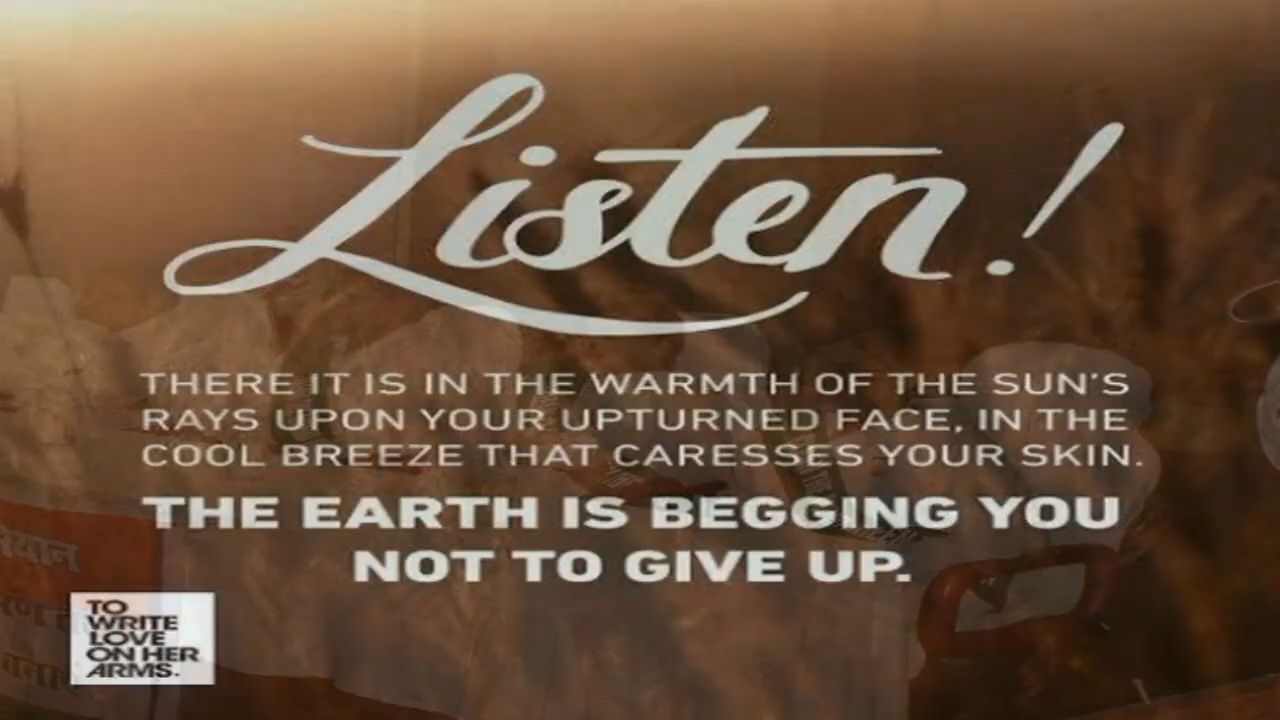 Listen!
THERE IT IS IN THE WARMTH OF THE SUN'S
RAYS UPON YOUR UPTURNED FACE, IN THE
COOL BREEZE THAT CARESSES YOUR SKIN.
THE EARTH IS BEGGING YOU
NOT TO GIVE UP.
TO
WRITE
LOVE
ON HER
ARMS.